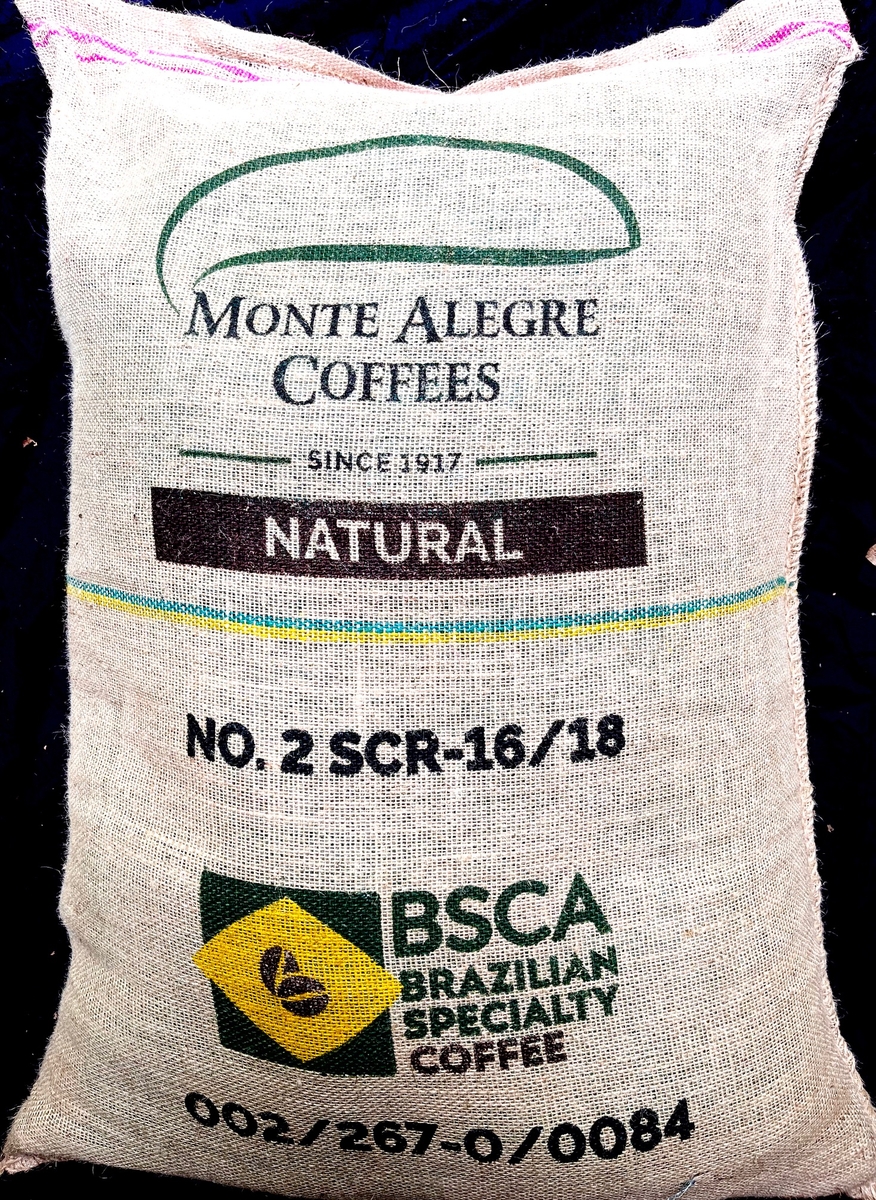 MONTE ALEGRE
COFFEES
SINCE 1917
NATURAL
NO. 2 SCR-16/18
BSCA
BRAZILIAN
SPECIALTY
COFFEE
002/267-0/0084